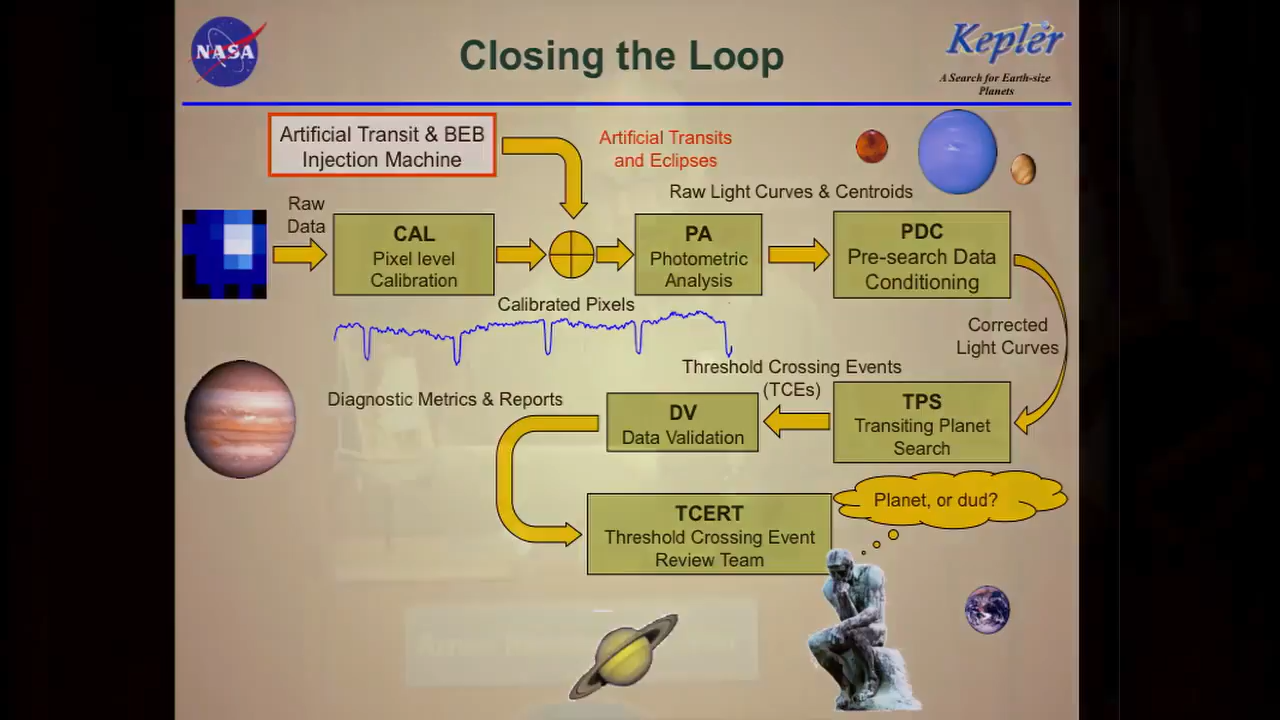 NASA
Closing the Loop
Kepler
A Search for Earth-size
Planets
Artificial Transit & BEB
Injection Machine
Artificial Transits
and Eclipses
Raw Light Curves & Centroids
Raw
Data
CAL
Pixel level
Calibration
PA
Photometric
Analysis
PDC
Pre-search Data
Conditioning
Calibrated Pixels
Corrected
Light Curves
Threshold Crossing Events
(TCEs)
Diagnostic Metrics & Reports
DV
Data Validation
TPS
Transiting Planet
Search
Planet, or dud?
TCERT
Threshold Crossing Event
Review Team